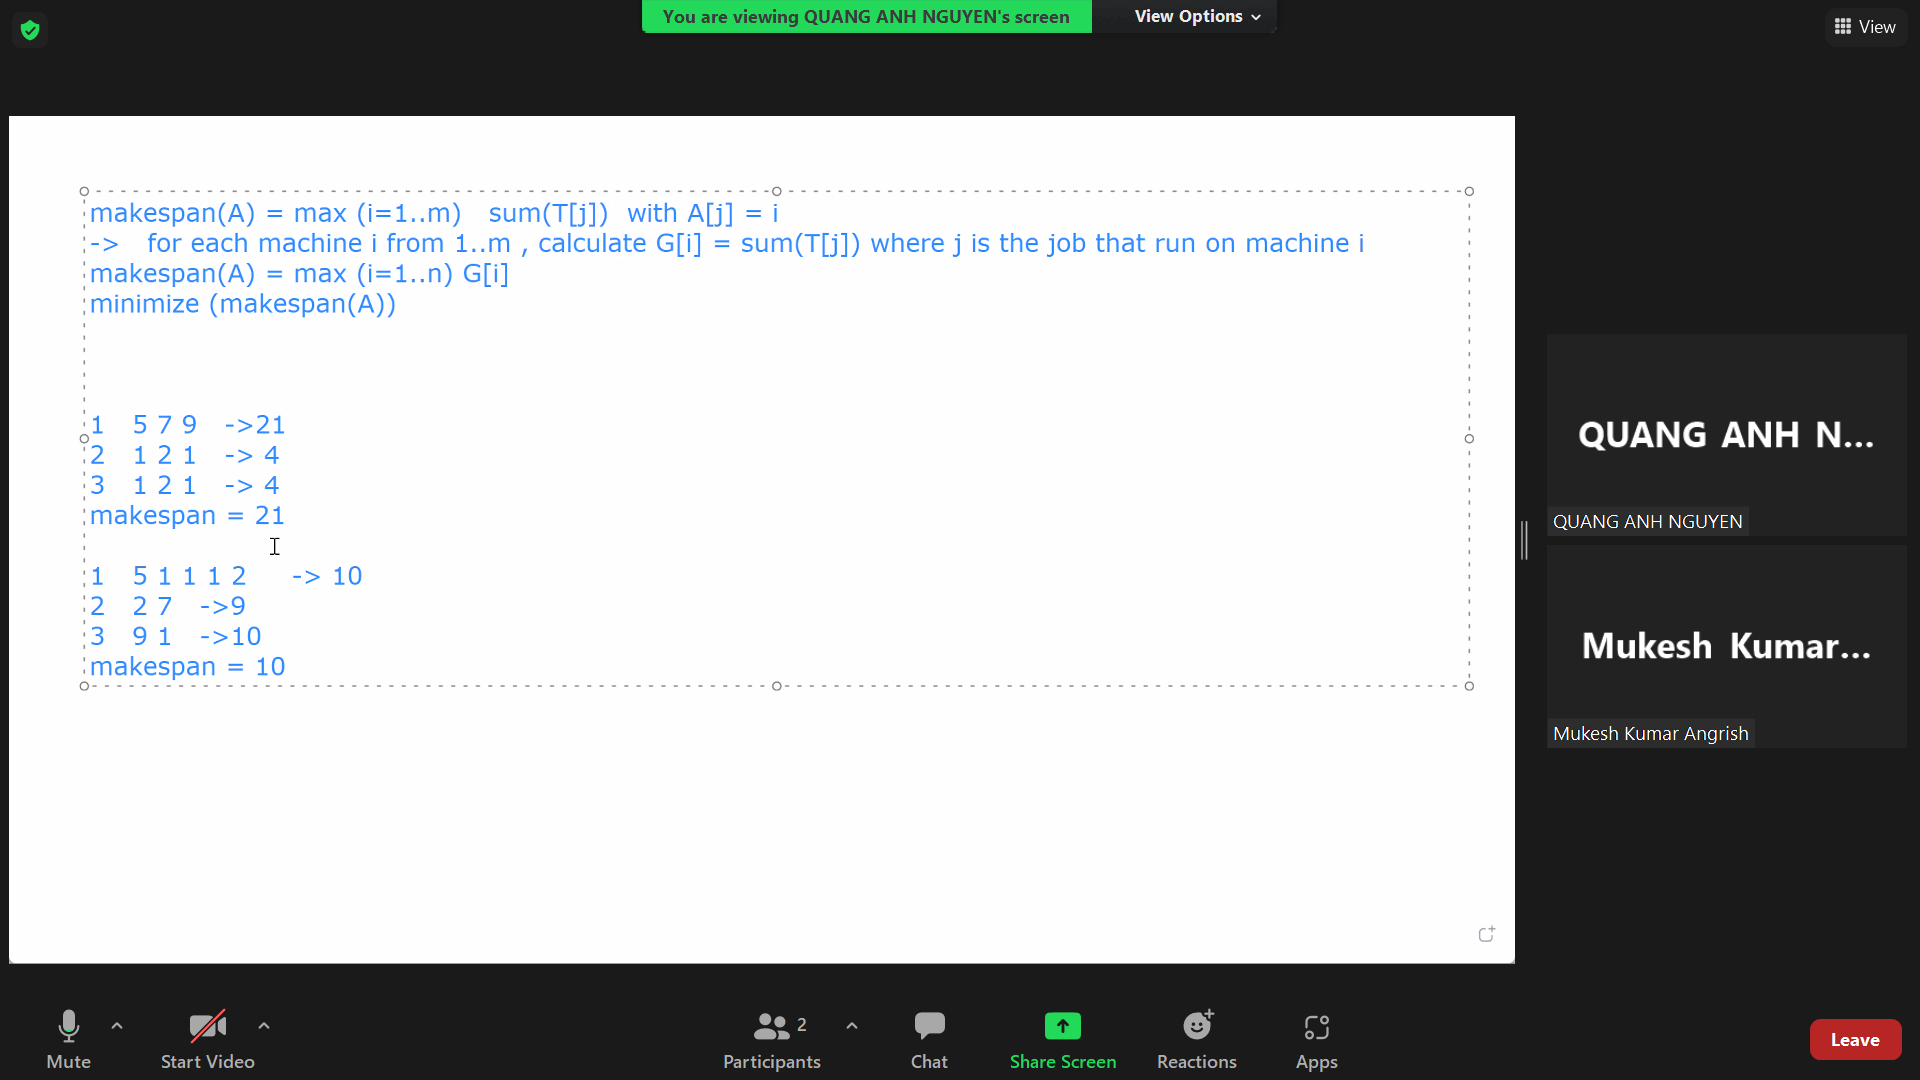 You are viewing QUANG ANH NGUYEN's screen
View Options
View
makespan(A) = max (i=1..m) sum(T[j]) with A[j] = i
-> for each machine i from 1..m , calculate G[i] = sum(T[j]) where j is the job that run on machine i
makespan(A) = max (i=1..n) G[i]
minimize (makespan(A))
1 5 7 9 ->21
2 1 2 1 -> 4
3 1 2 1 -> 4
makespan = 21
1 5 1 1 1 2 -> 10
2 2 7 ->9
3 9 1 ->10
makespan = 10
QUANG ANH N...
QUANG ANH NGUYEN
Mukesh Kumar...
Mukesh Kumar Angrish
Mute
Start Video
2
Participants
Chat
Share Screen
Reactions
Apps
Leave